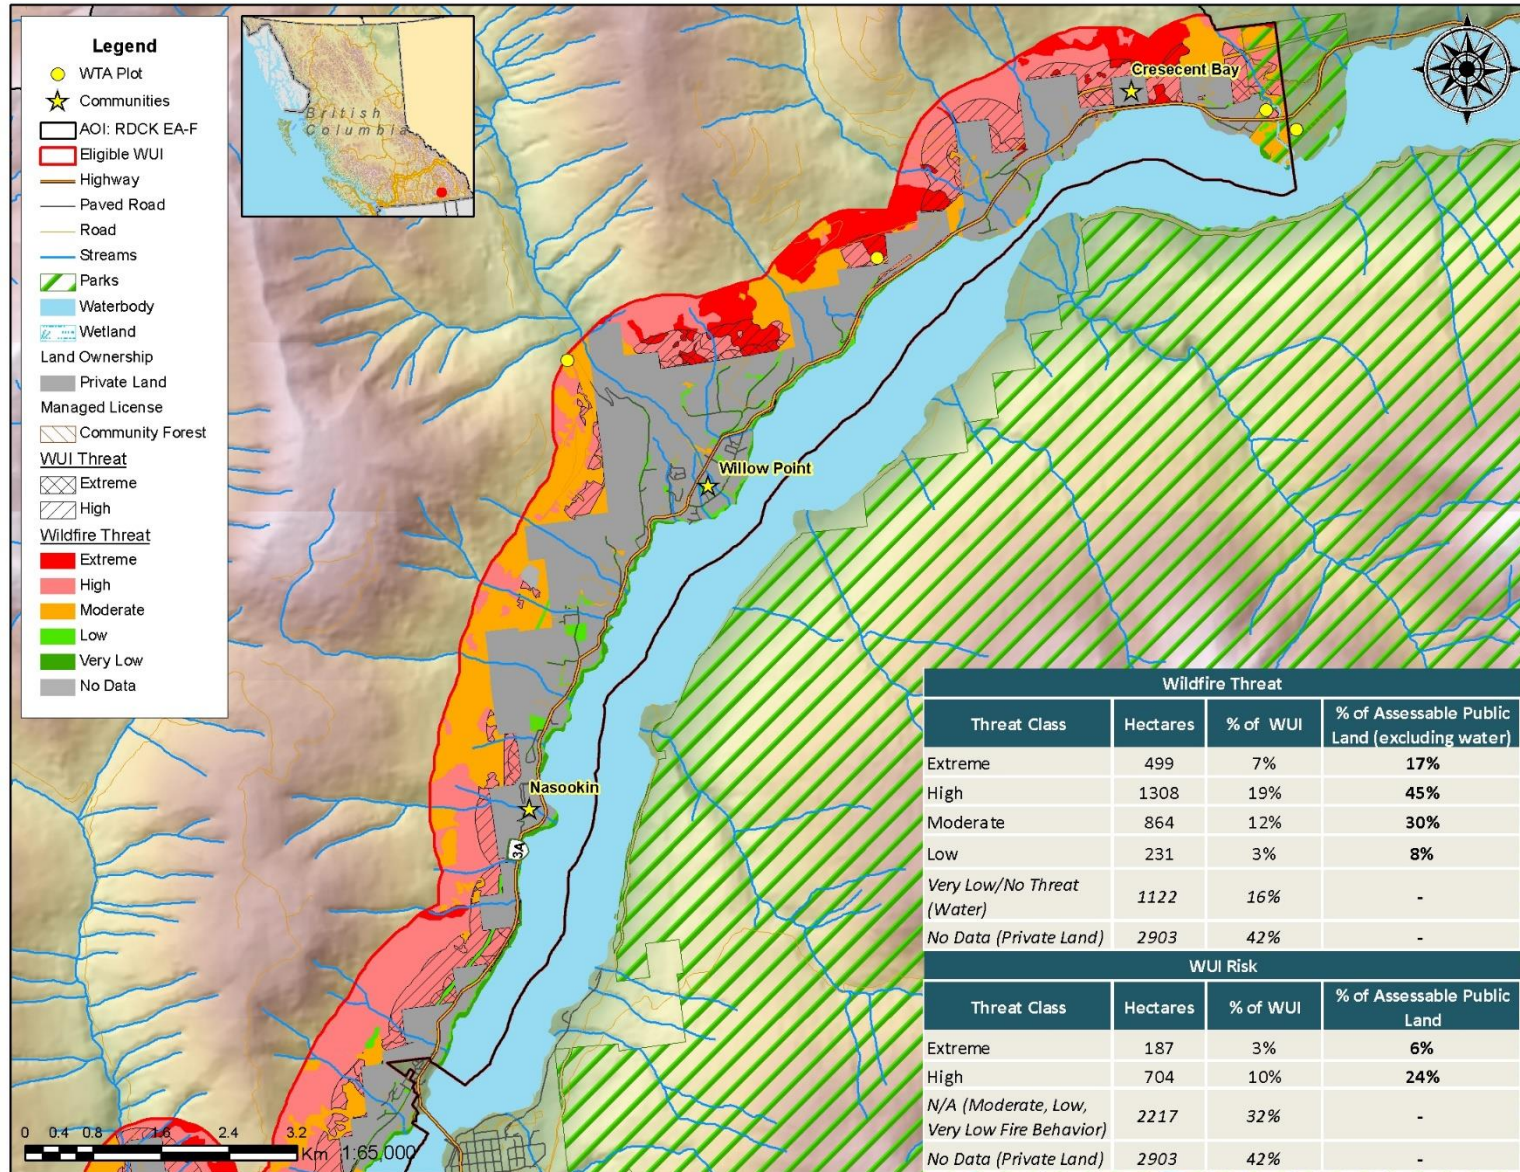 Legend
WTA Plot
Communities
AOI: RDCK EA-F
Eligible WUI
Highway
Paved Road
Road
Streams
Parks
Waterbody
Wetland
Land Ownership
Private Land
Managed License
Community Forest
WUI Threat
Extreme
High
Wildfire Threat
Extreme
High
Moderate
Low
Very Low
No Data
British
Columbia
Cresecent Bay
Willow Point
Nasookin
3A
0 0.4 0.8 1.6 2.4 3.2
Km 1:65,000
Wildfire Threat
Threat Class Hectares % of WUI % of Assessable Public
Land (excluding water)
Extreme 499 7% 17%
High 1308 19% 45%
Moderate 864 12% 30%
Low 231 3% 8%
Very Low/No Threat
(Water) 1122 16% -
No Data (Private Land) 2903 42% -
WUI Risk
Threat Class Hectares % of WUI % of Assessable Public
Land
Extreme 187 3% 6%
High 704 10% 24%
N/A (Moderate, Low,
Very Low Fire Behavior) 2217 32% -
No Data (Private Land) 2903 42% -